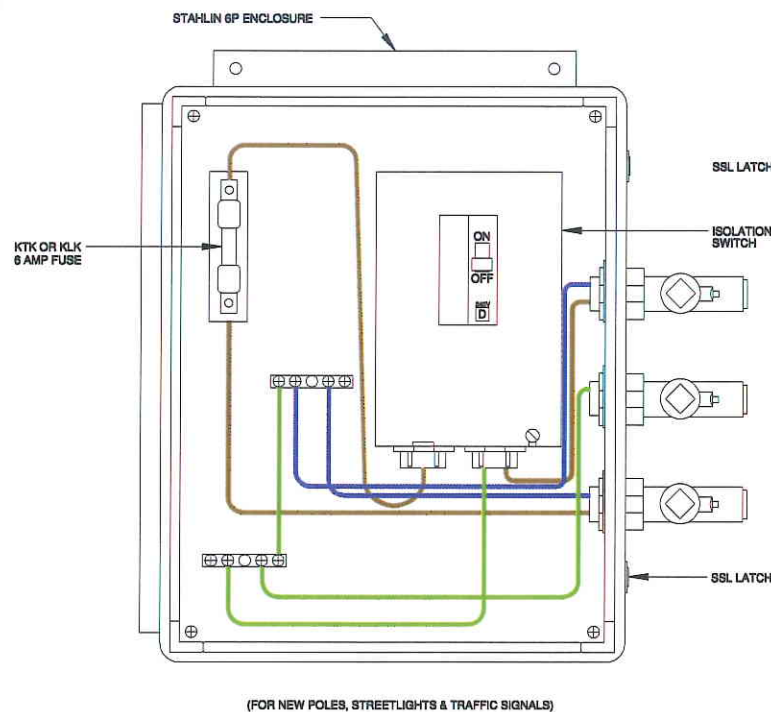 STAHLIN 6P ENCLOSURE
SSL LATCH
ISOLATION
SWITCH
KTK OR KLK
6 AMP FUSE
ON
OFF
D
SSL LATCH
(FOR NEW POLES, STREETLIGHTS & TRAFFIC SIGNALS)